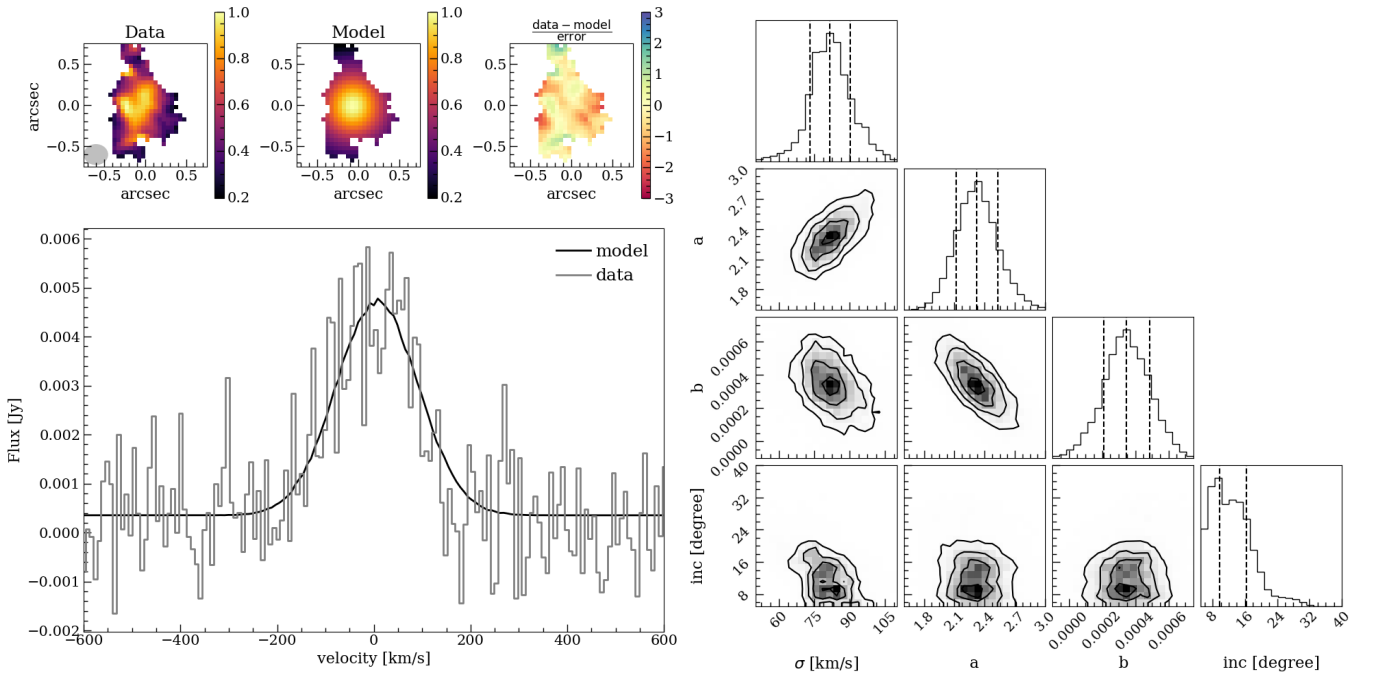 Data
Model
data − model
error
arcsec
0.5
0.0
−0.5
−0.5 0.0 0.5
arcsec
1.0
0.8
0.6
0.4
0.2
0.5
0.0
−0.5
−0.5 0.0 0.5
arcsec
1.0
0.8
0.6
0.4
0.2
0.5
0.0
−0.5
−0.5 0.0 0.5
arcsec
3
2
1
0
−1
−2
−3
Flux [Jy]
0.006
0.005
0.004
0.003
0.002
0.001
0.000
−0.001
−0.002
model
data
−600 −400 −200 0 200 400 600
velocity [km/s]
a
3.0
2.7
2.4
2.1
1.8
b
0.0006
0.0004
0.0002
0.0000
inc [degree]
40
32
24
16
8
60 75 90 105
σ [km/s]
1.8 2.1 2.4 2.7 3.0
a
0.0000 0.0002 0.0004 0.0006
b
8 16 24 32 40
inc [degree]